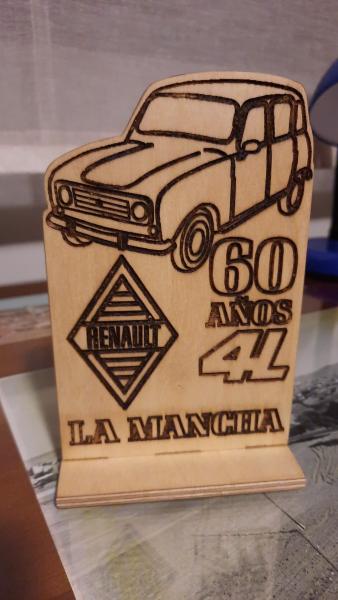 60
AÑOS
RENAULT
4L
LA MANCHA